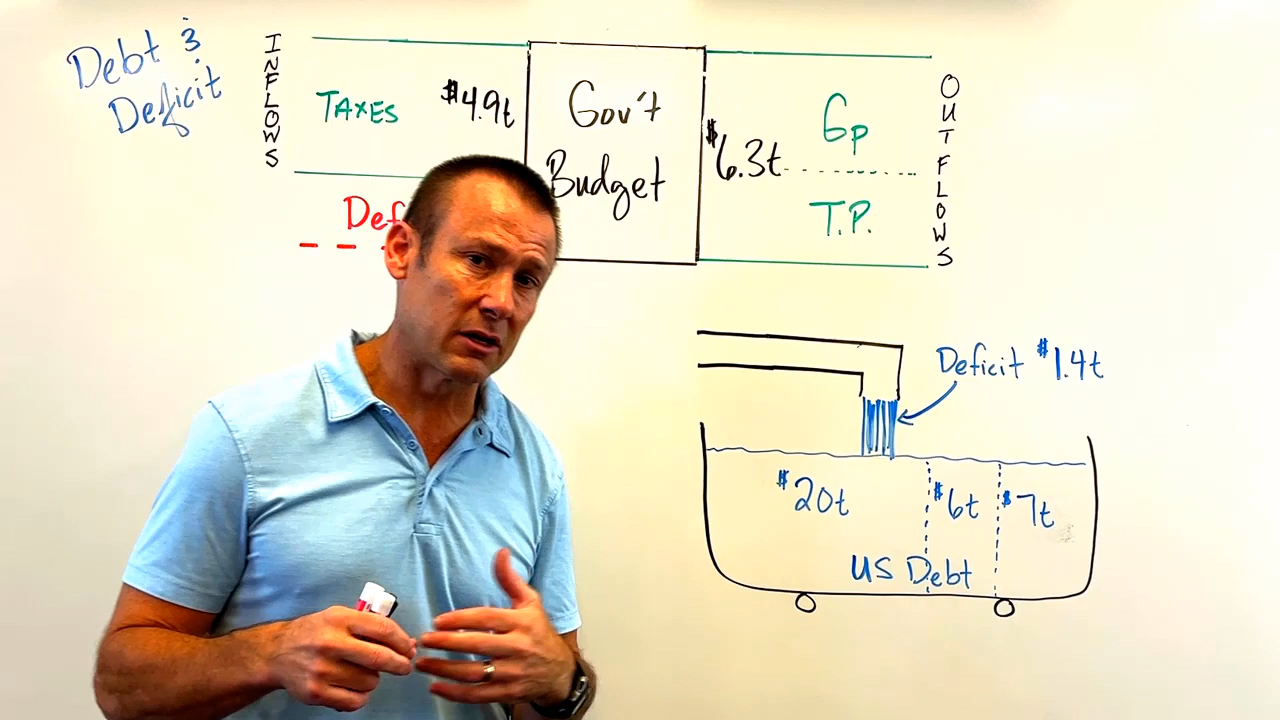 Debt &
Deficit
INFLOWS
TAXES $4.9t
Def
Gov't
Budget
$6.3t
Gp
T.P.
OUTFLOWS
Deficit $1.4t
$20t $6t $7t
US Debt